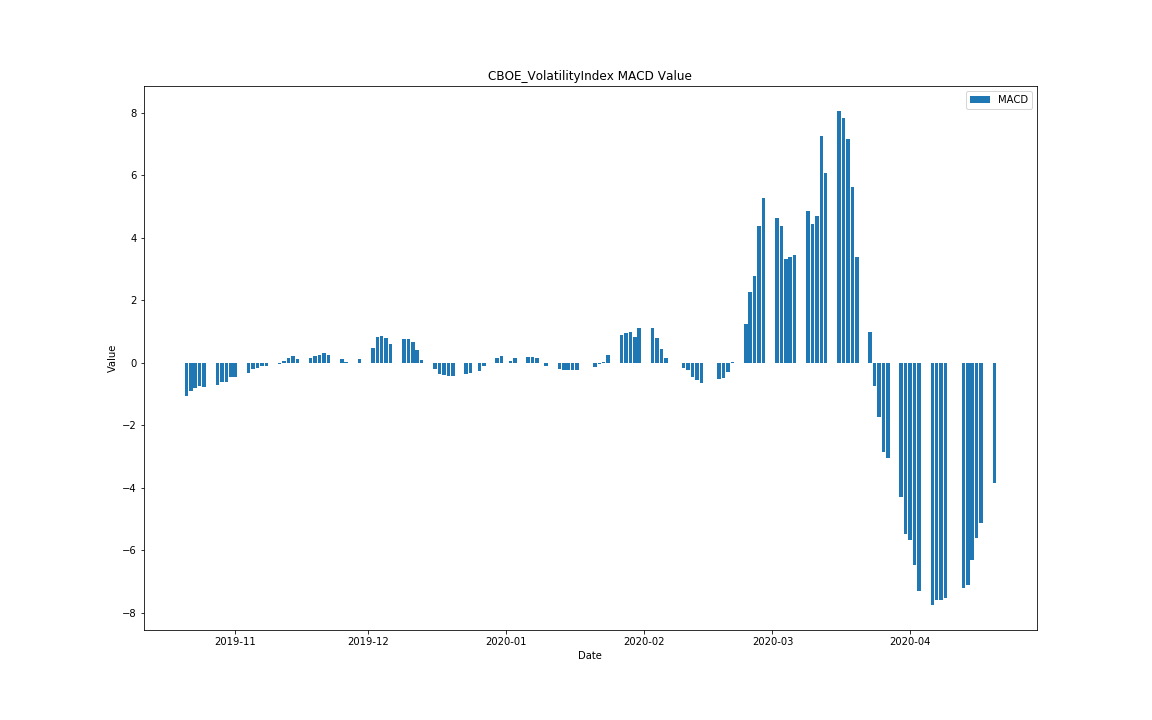 CBOE_VolatilityIndex MACD Value
MACD
8
6
4
2
0
−2
−4
−6
−8
Value
2019-11 2019-12 2020-01 2020-02 2020-03 2020-04
Date